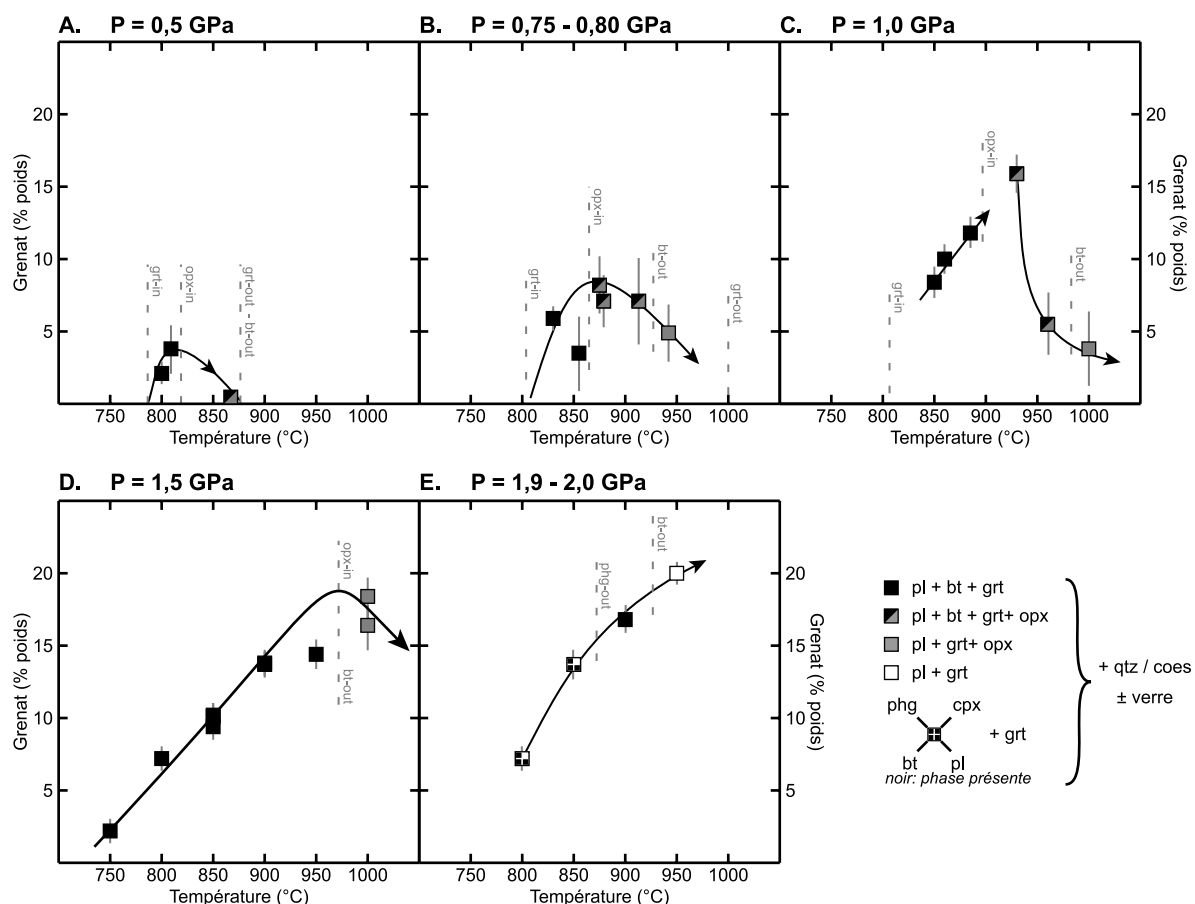 A. P = 0,5 GPa
B. P = 0,75 - 0,80 GPa
C. P = 1,0 GPa
Grenat (% poids)
20
15
10
5
grt-in
opx-in
grt-out - bt-out
750 800 850 900 950 1000
Température (°C)
grt-in
opx-in
bt-out
grt-out
750 800 850 900 950 1000
Température (°C)
grt-in
opx-in
bt-out
750 800 850 900 950 1000
Température (°C)
20
15
10
5
Grenat (% poids)
D. P = 1,5 GPa
E. P = 1,9 - 2,0 GPa
Grenat (% poids)
20
15
10
5
opx-in
bt-out
750 800 850 900 950 1000
Température (°C)
phg-out
bt-out
750 800 850 900 950 1000
Température (°C)
20
15
10
5
Grenat (% poids)
pl + bt + grt
pl + bt + grt+ opx
pl + grt+ opx
pl + grt
phg cpx
+ grt
bt pl
noir: phase présente
+ qtz / coes
± verre